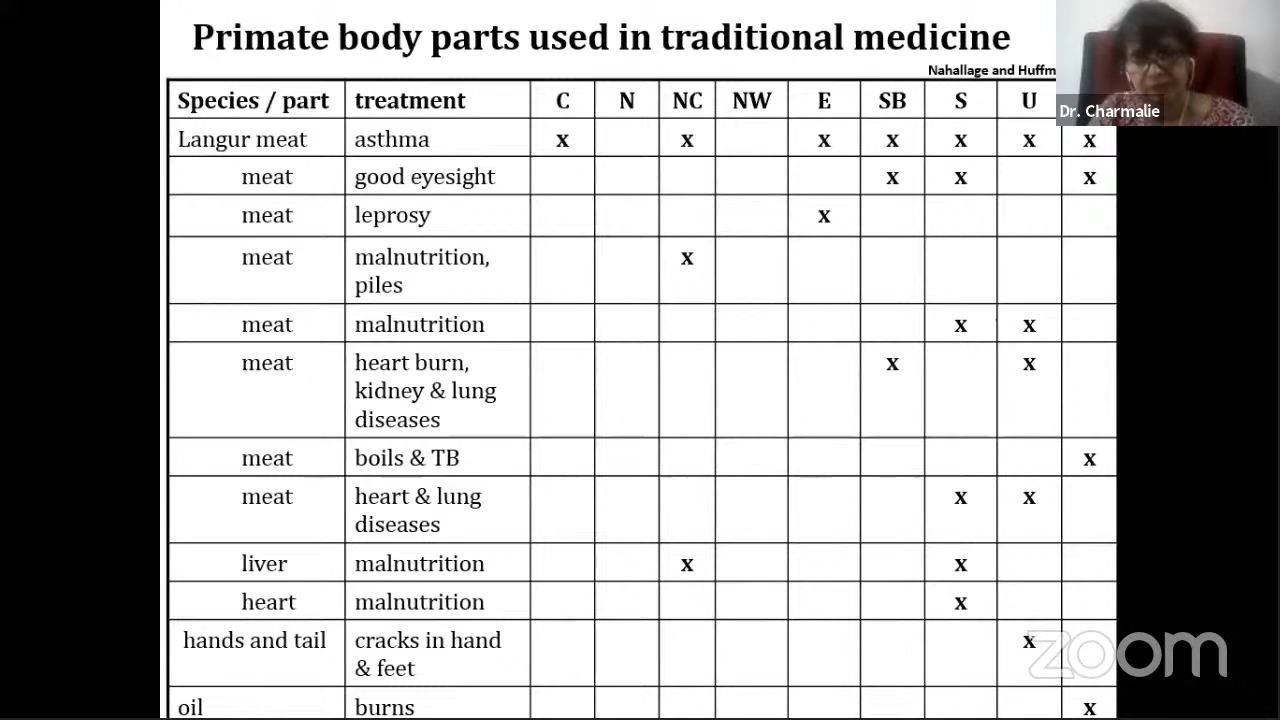 Primate body parts used in traditional medicine
Nahallage and Huffm
Dr. Charmalie
Species / part treatment C N NC NW E SB S U
Langur meat asthma x x x x x x x
meat good eyesight x x x
meat leprosy x
meat malnutrition, x
piles
meat malnutrition x x
meat heart burn, x x
kidney & lung
diseases
meat boils & TB x
meat heart & lung x x
diseases
liver malnutrition x x
heart malnutrition x
hands and tail cracks in hand x
& feet
zoom
oil burns x